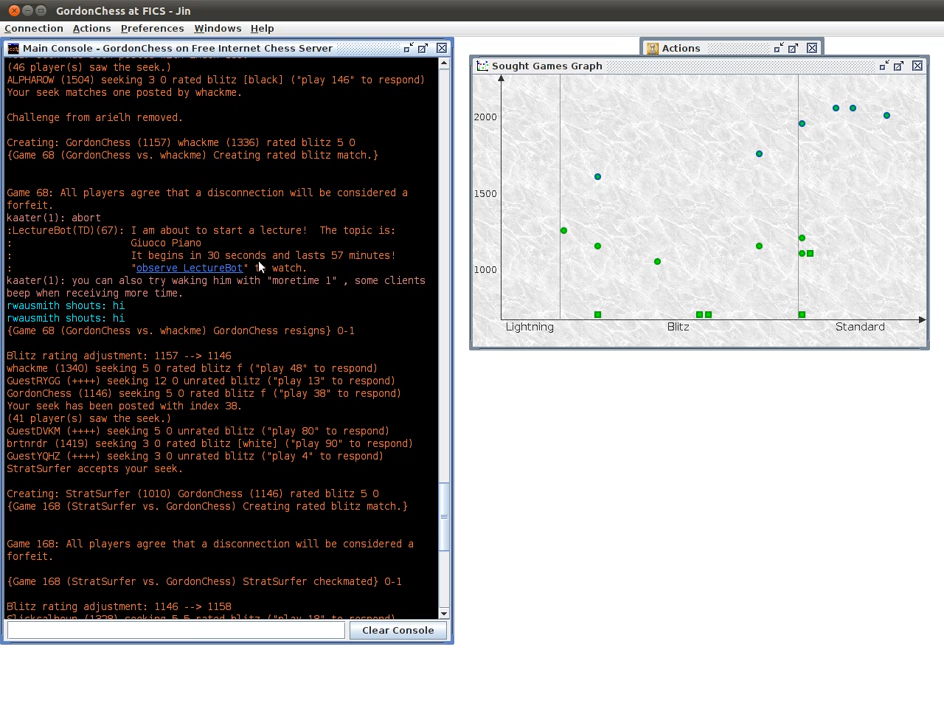 GordonChess at FICS - Jin
Connection Actions Preferences Windows Help
Main Console - GordonChess on Free Internet Chess Server
(46 player(s) saw the seek.)
ALPHAROW (1504) seeking 3 0 rated blitz [black] ("play 146" to respond)
Your seek matches one posted by whackme.
Challenge from arielh removed.
Creating: GordonChess (1157) whackme (1336) rated blitz 5 0
{Game 68 (GordonChess vs. whackme) Creating rated blitz match.}
Game 68: All players agree that a disconnection will be considered a
forfeit.
kaater(1): abort
:LectureBot(TD)(67): I am about to start a lecture!  The topic is:
: Giuoco Piano
: It begins in 30 seconds and lasts 57 minutes!
: "observe LectureBot" to watch.
kaater(1): you can also try waking him with "moretime 1" , some clients
beep when receiving more time.
rwausmith shouts: hi
rwausmith shouts: hi
{Game 68 (GordonChess vs. whackme) GordonChess resigns} 0-1
Blitz rating adjustment: 1157 --> 1146
whackme (1340) seeking 5 0 rated blitz f ("play 48" to respond)
GuestRYGG (++++) seeking 12 0 unrated blitz ("play 13" to respond)
GordonChess (1146) seeking 5 0 rated blitz f ("play 38" to respond)
Your seek has been posted with index 38.
(41 player(s) saw the seek.)
GuestDVKM (++++) seeking 5 0 unrated blitz ("play 80" to respond)
brtnrdr (1419) seeking 3 0 rated blitz [white] ("play 90" to respond)
GuestYQHZ (++++) seeking 3 0 unrated blitz ("play 4" to respond)
StratSurfer accepts your seek.
Creating: StratSurfer (1010) GordonChess (1146) rated blitz 5 0
{Game 168 (StratSurfer vs. GordonChess) Creating rated blitz match.}
Game 168: All players agree that a disconnection will be considered a
forfeit.
{Game 168 (StratSurfer vs. GordonChess) StratSurfer checkmated} 0-1
Blitz rating adjustment: 1146 --> 1158
Clear Console
Actions
Sought Games Graph
2000
1500
1000
Lightning Blitz Standard